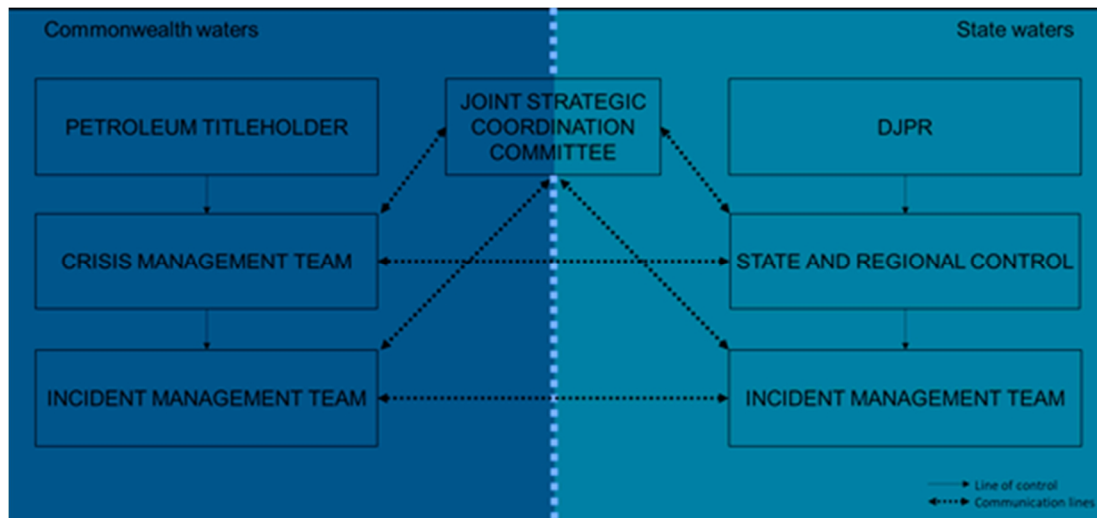 Commonwealth waters
State waters
PETROLEUM TITLEHOLDER
JOINT STRATEGIC
COORDINATION
COMMITTEE
DJPR
CRISIS MANAGEMENT TEAM
STATE AND REGIONAL CONTROL
INCIDENT MANAGEMENT TEAM
INCIDENT MANAGEMENT TEAM
Line of control
Communication lines